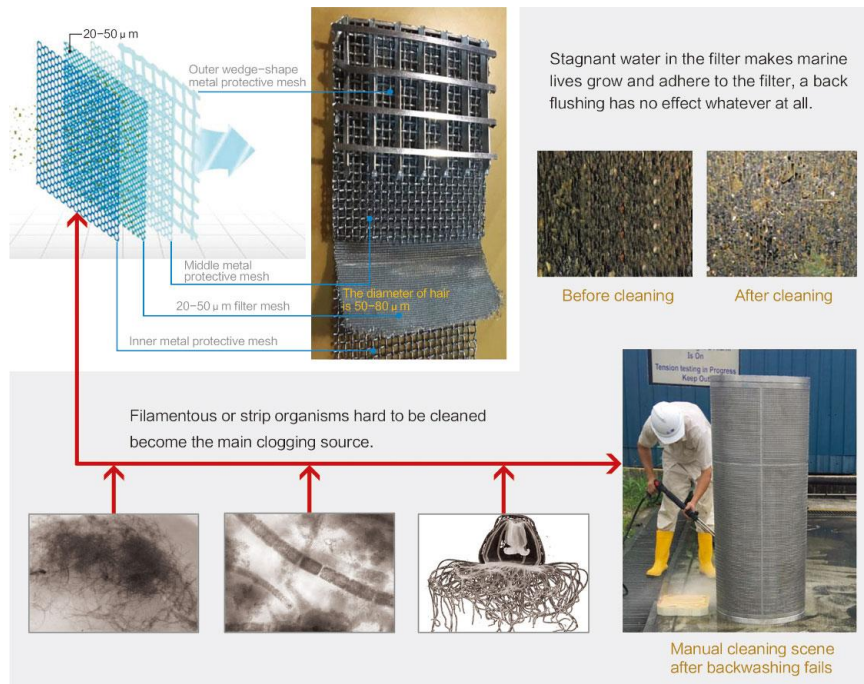 20-50μm
Outer wedge-shape
metal protective mesh
Stagnant water in the filter makes marine
lives grow and adhere to the filter, a back
flushing has no effect whatever at all.
Before cleaning
After cleaning
Middle metal
protective mesh
20-50μm filter mesh
The diameter of hair
is 50-80μm
Inner metal protective mesh
Is On
Tension testing in Progress
Keep Out
Filamentous or strip organisms hard to be cleaned
become the main clogging source.
Manual cleaning scene
after backwashing fails